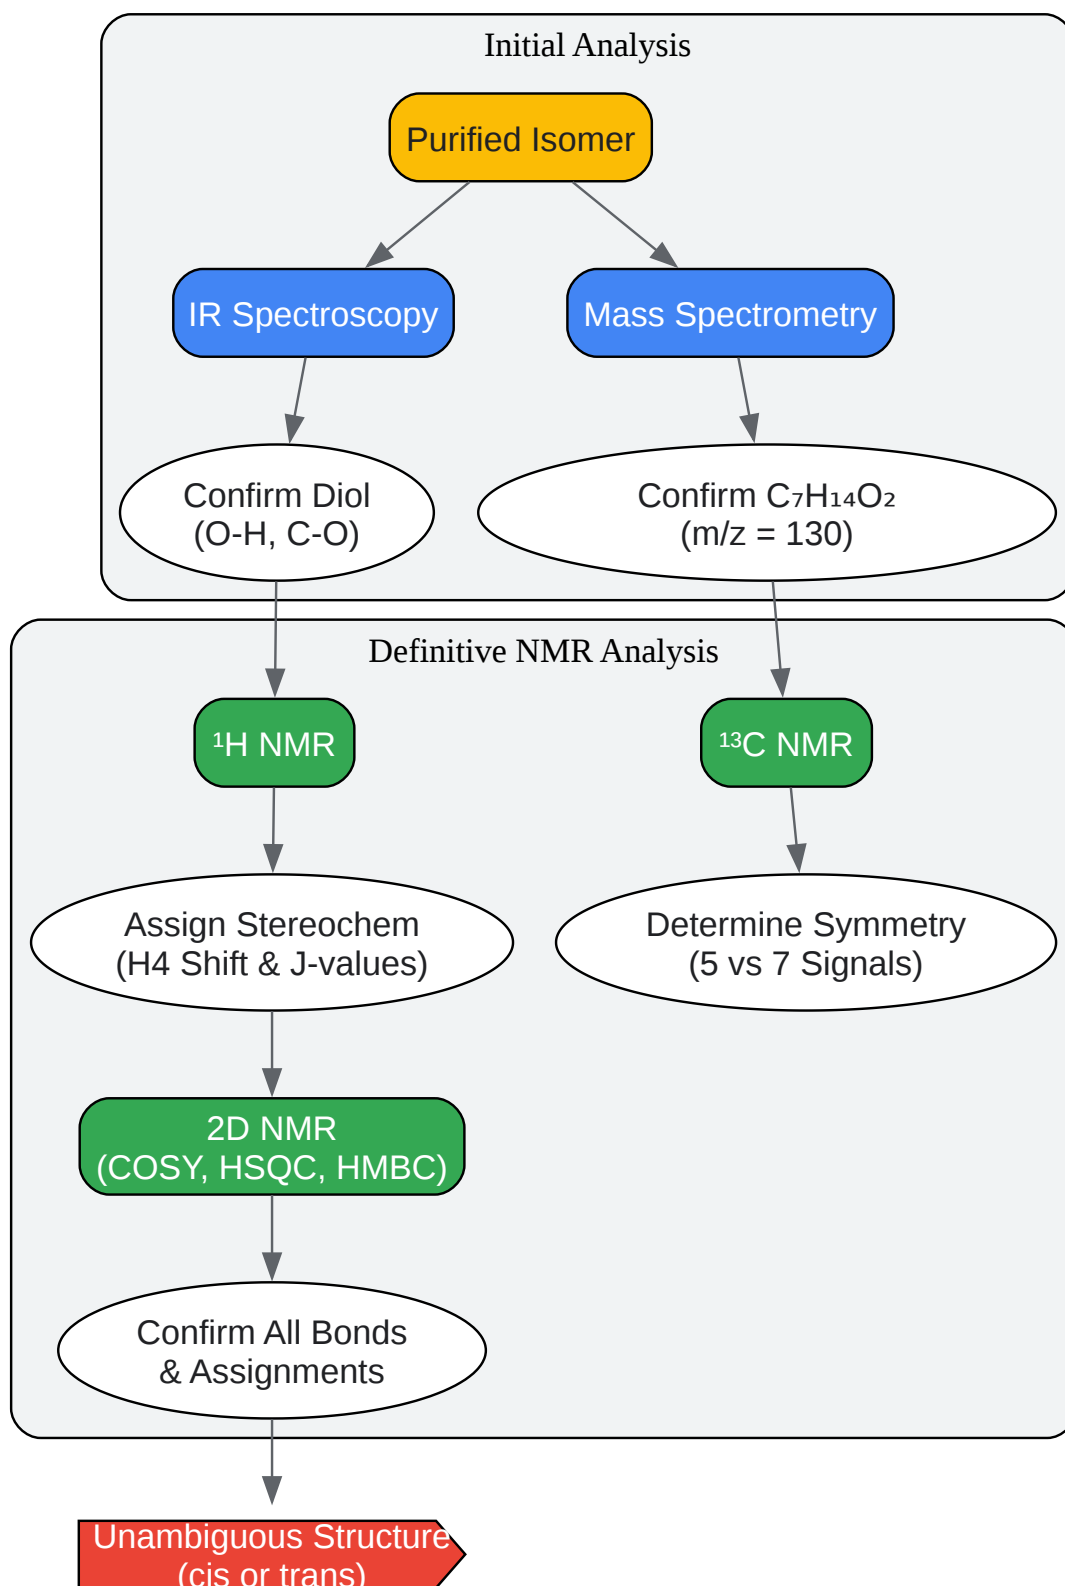 Initial Analysis
Purified Isomer
IR Spectroscopy
Mass Spectrometry
Confirm Diol
(O-H, C-O)
Confirm C₇H₁₄O₂
(m/z = 130)
Definitive NMR Analysis
¹H NMR
¹³C NMR
Assign Stereochem
(H4 Shift & J-values)
Determine Symmetry
(5 vs 7 Signals)
2D NMR
(COSY, HSQC, HMBC)
Confirm All Bonds
& Assignments
Unambiguous Structure
(cis or trans)